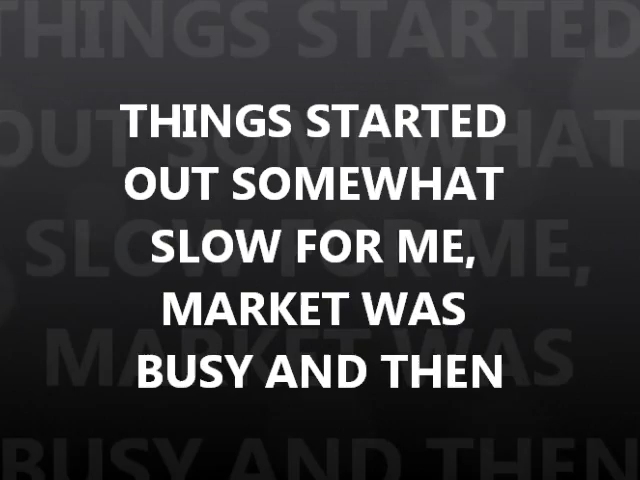 THINGS STARTED
OUT SOMEWHAT
SLOW FOR ME,
MARKET WAS
BUSY AND THEN